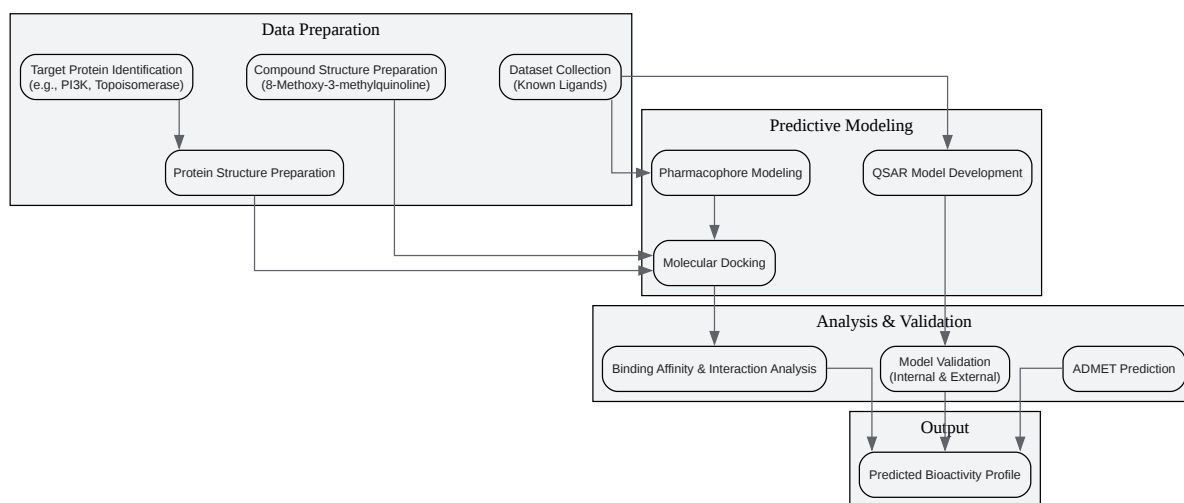 Data Preparation
Target Protein Identification
(e.g., PI3K, Topoisomerase)
Compound Structure Preparation
(8-Methoxy-3-methylquinoline)
Dataset Collection
(Known Ligands)
Protein Structure Preparation
Predictive Modeling
Pharmacophore Modeling
QSAR Model Development
Molecular Docking
Analysis & Validation
Binding Affinity & Interaction Analysis
Model Validation
(Internal & External)
ADMET Prediction
Output
Predicted Bioactivity Profile